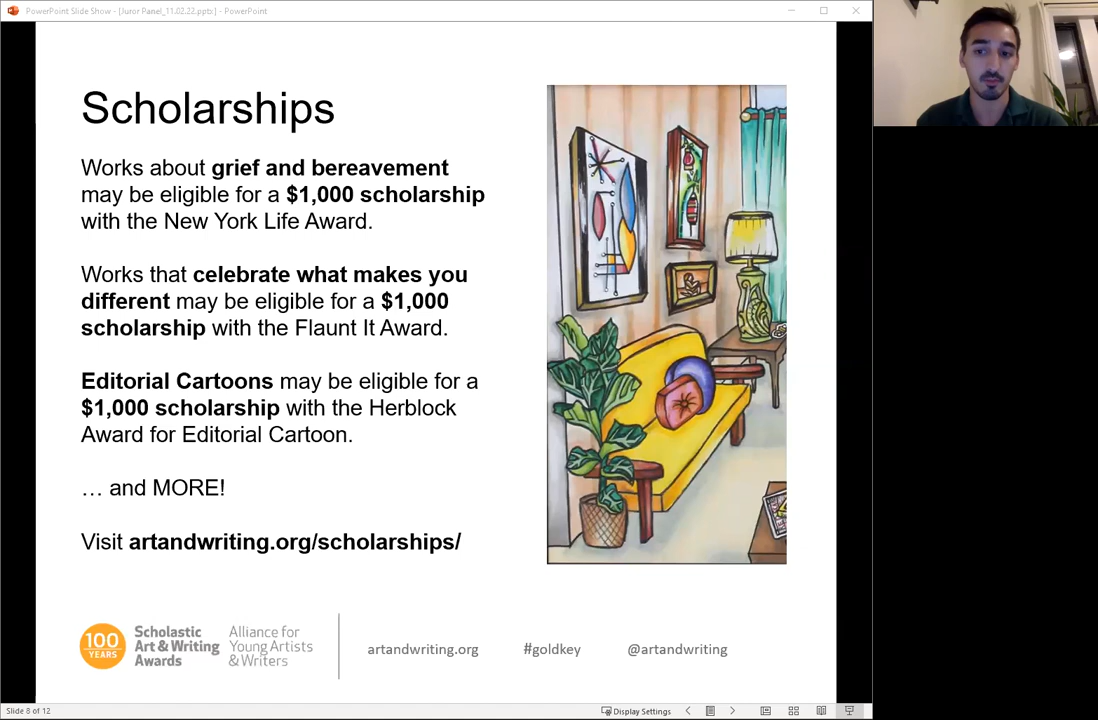 PowerPoint Slide Show - [Juror Panel_11.02.22.pptx] - PowerPoint
Scholarships
Works about grief and bereavement
may be eligible for a $1,000 scholarship
with the New York Life Award.
Works that celebrate what makes you
different may be eligible for a $1,000
scholarship with the Flaunt It Award.
Editorial Cartoons may be eligible for a
$1,000 scholarship with the Herblock
Award for Editorial Cartoon.
… and MORE!
Visit artandwriting.org/scholarships/
100
YEARS
Scholastic
Art & Writing
Awards
Alliance for
Young Artists
& Writers
artandwriting.org
#goldkey
@artandwriting
Slide 8 of 12
Display Settings